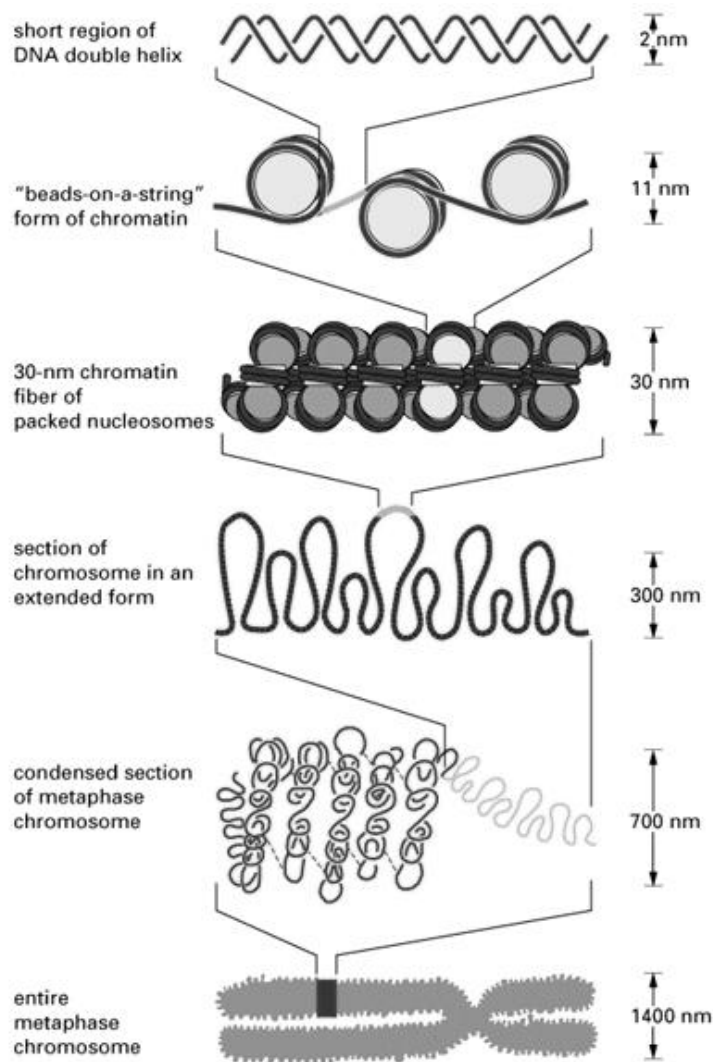 short region of
DNA double helix
2 nm
"beads-on-a-string"
form of chromatin
11 nm
30-nm chromatin
fiber of
packed nucleosomes
30 nm
section of
chromosome in an
extended form
300 nm
condensed section
of metaphase
chromosome
700 nm
entire
metaphase
chromosome
1400 nm